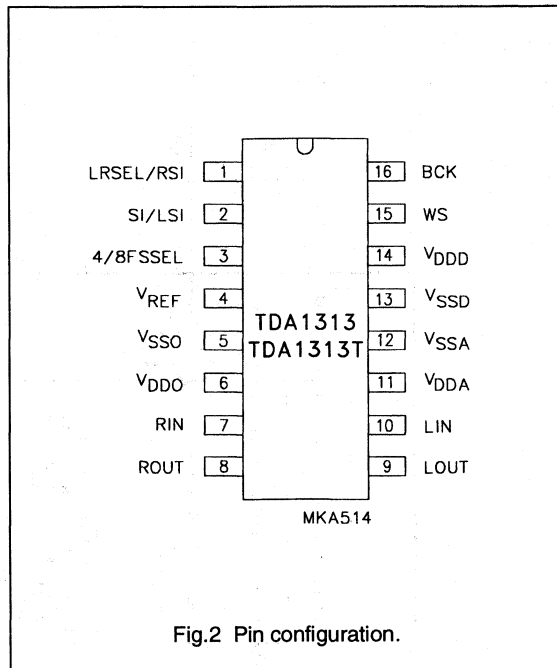 LRSEL/RSI 1 16 BCK
SI/LSI 2 15 WS
4/8FSSEL 3 14 VDDD
VREF 4 13 VSSD
TDA1313
TDA1313T
VSSO 5 12 VSSA
VDDO 6 11 VDDA
RIN 7 10 LIN
ROUT 8 9 LOUT
MKA514
Fig.2 Pin configuration.